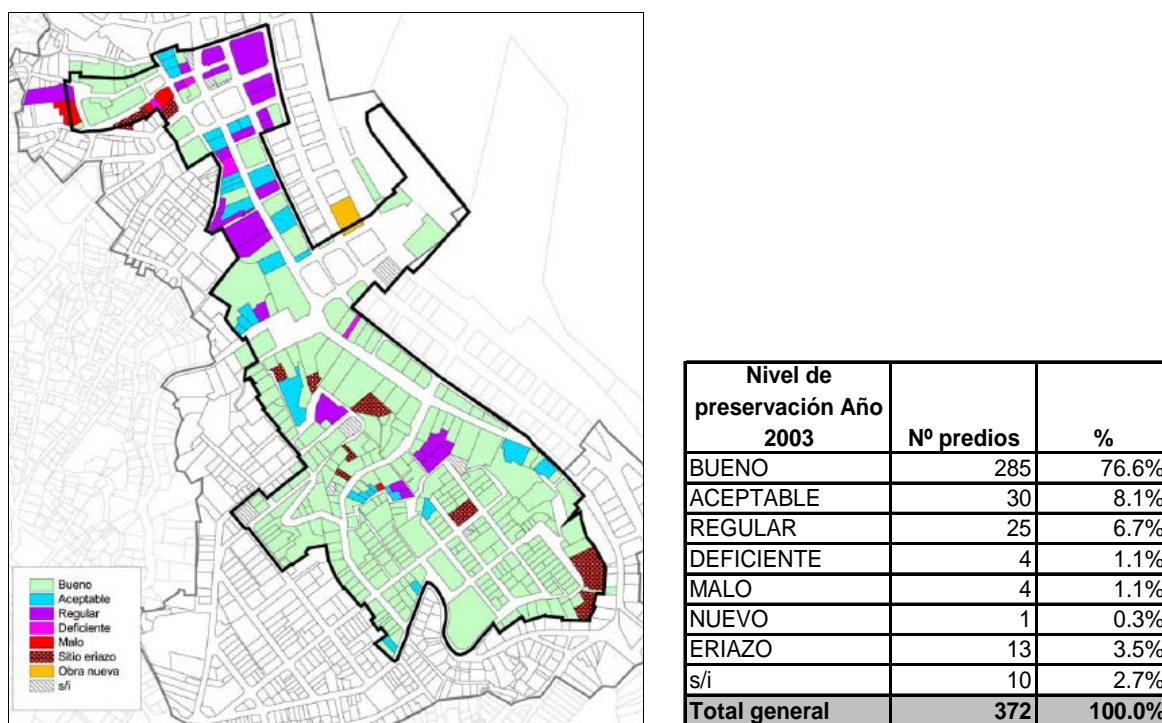 Bueno
Aceptable
Regular
Deficiente
Malo
Sitio eriazo
Obra nueva
s/i
Nivel de
preservación Año
2003 Nº predios %
BUENO 285 76.6%
ACEPTABLE 30 8.1%
REGULAR 25 6.7%
DEFICIENTE 4 1.1%
MALO 4 1.1%
NUEVO 1 0.3%
ERIAZO 13 3.5%
s/i 10 2.7%
Total general 372 100.0%